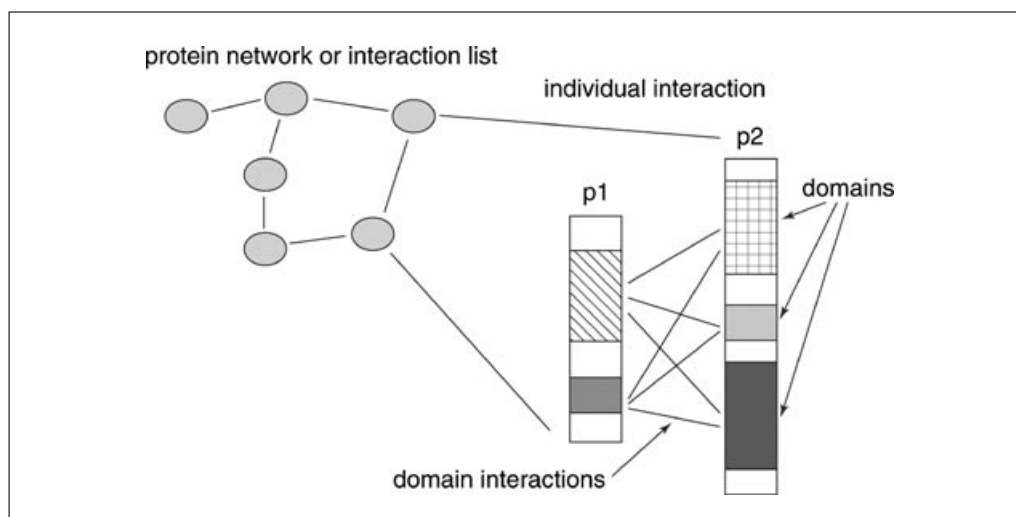 protein network or interaction list
individual interaction
p2
domains
p1
domain interactions